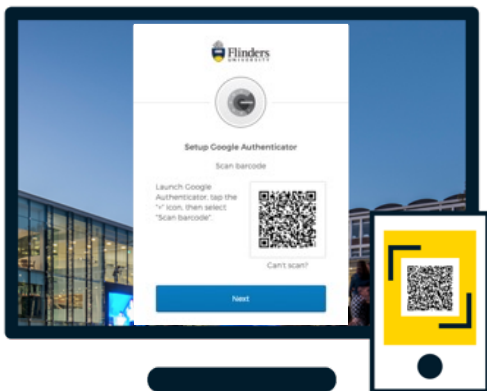 Flinders
UNIVERSITY
Setup Google Authenticator
Scan barcode
Launch Google
Authenticator, tap the
"+" icon, then select
"Scan barcode".
Can't scan?
Next